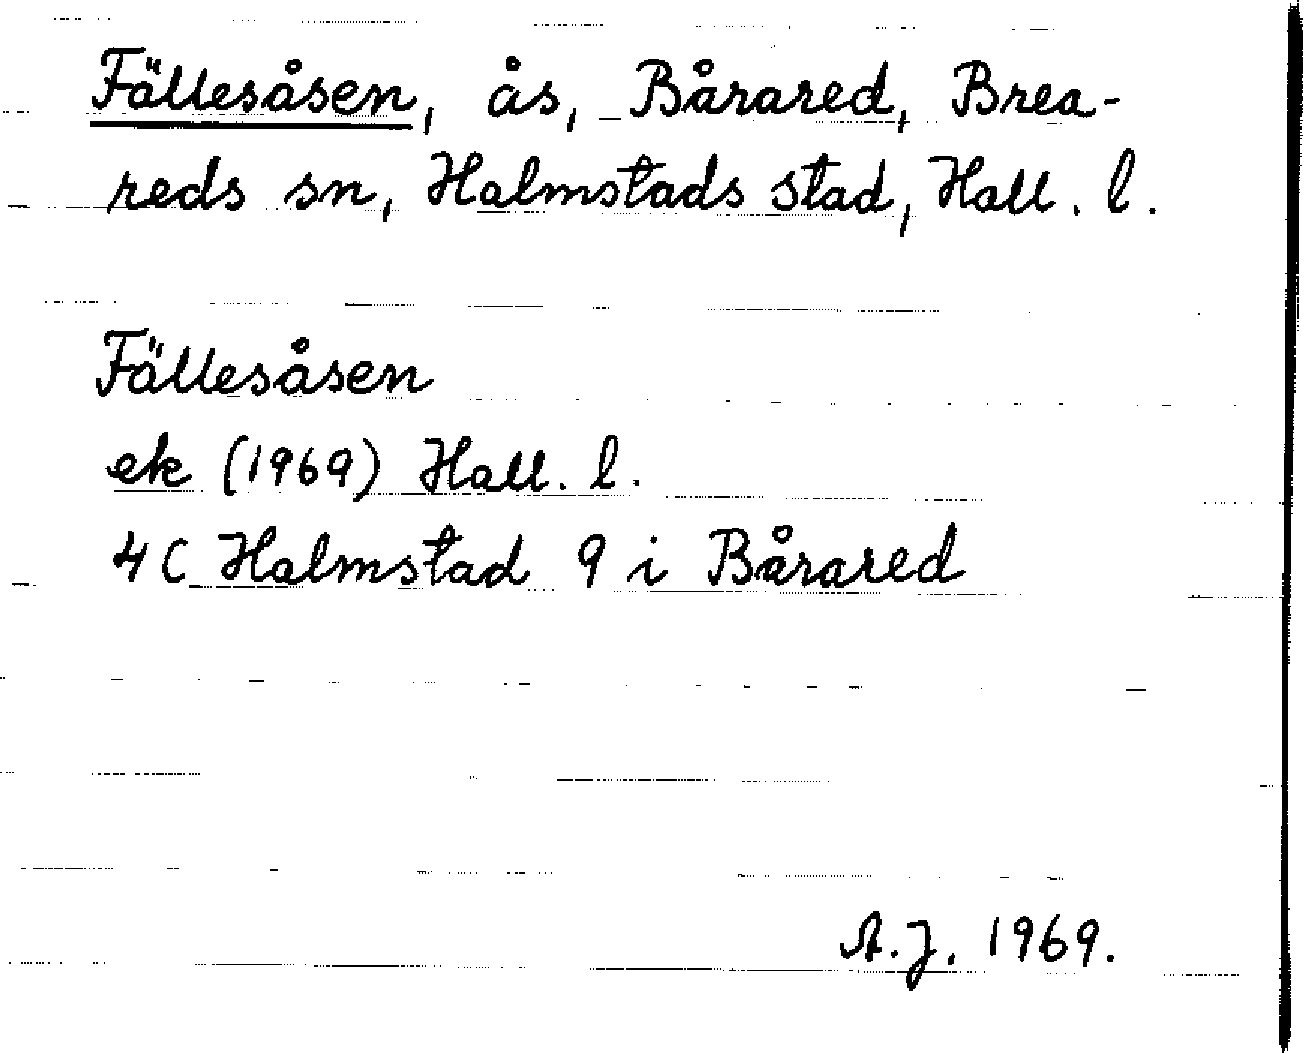 Fällesåsen, ås, Bårared, Brea-
reds sn, Halmstads stad, Hall. l.
Fällesåsen
ek (1969) Hall. l.
4C Halmstad 9 i Bårared
A.J. 1969.